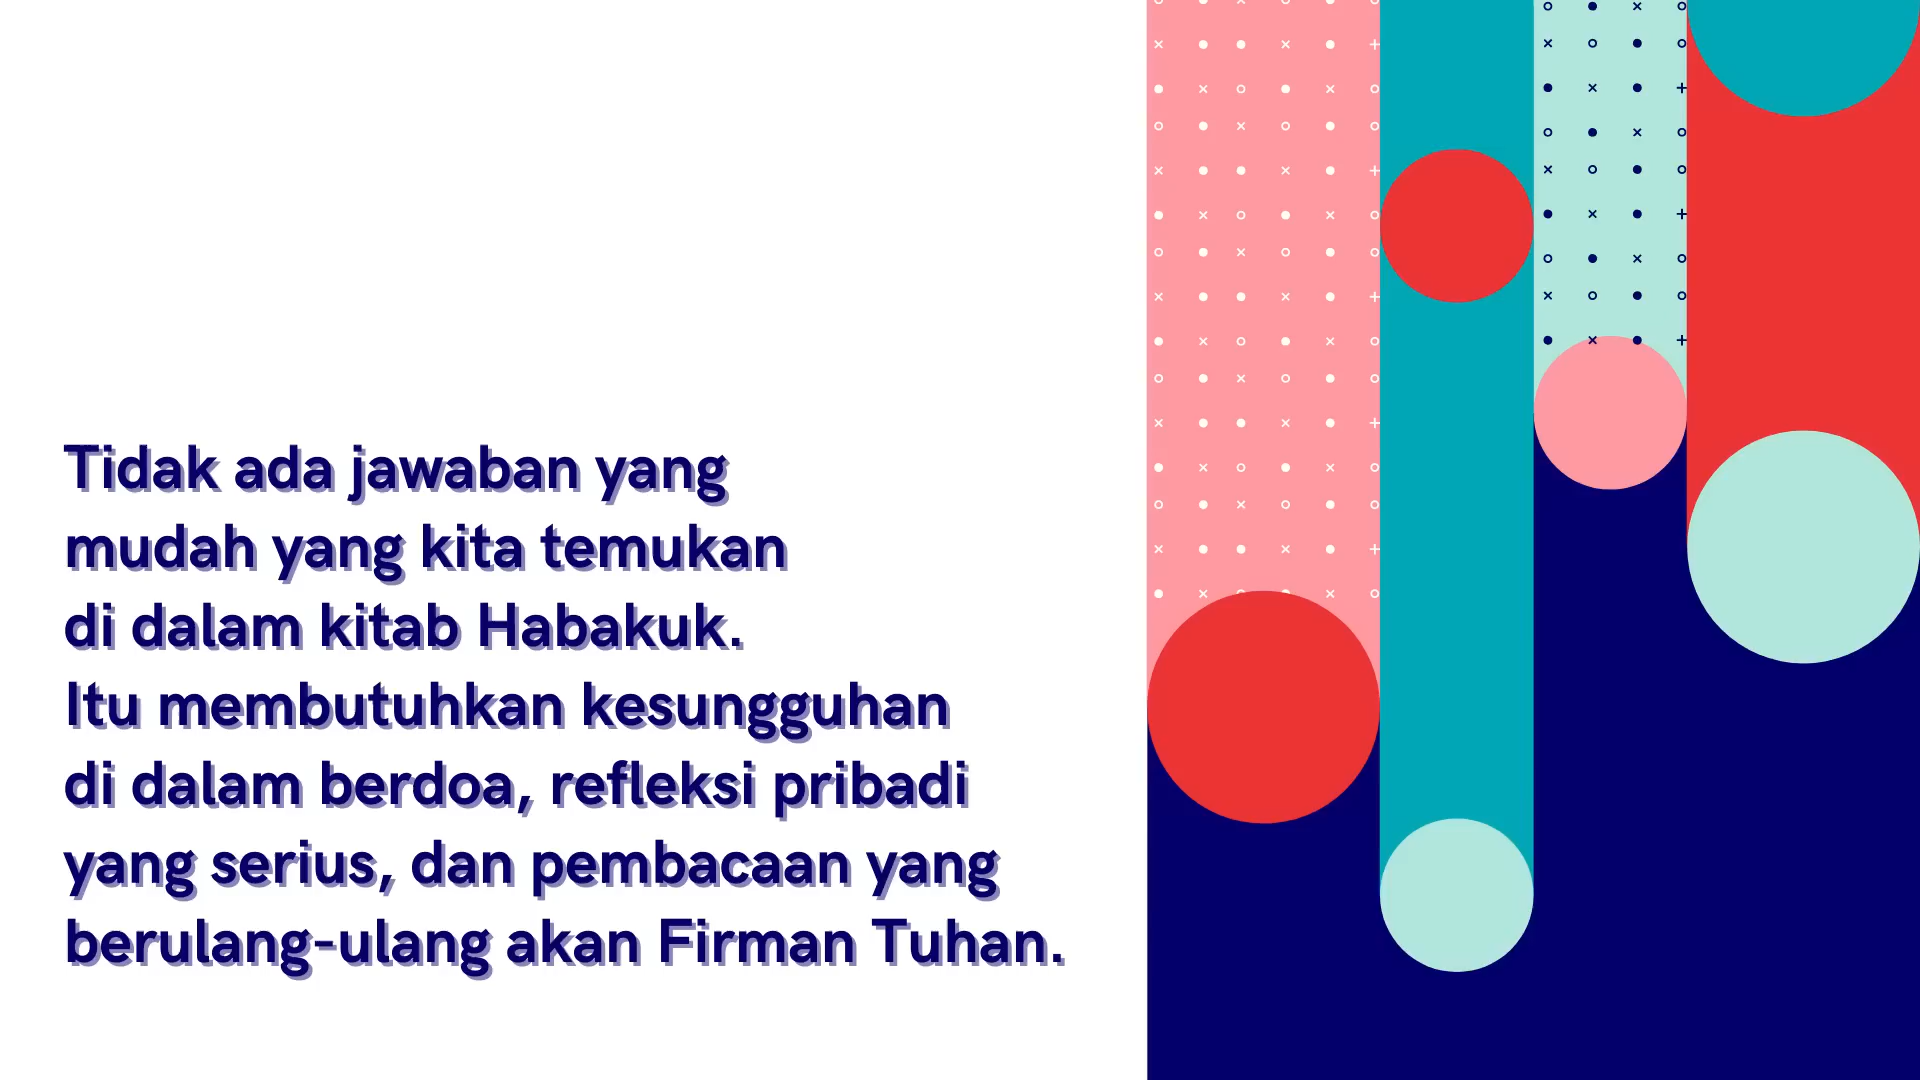 Tidak ada jawaban yang
mudah yang kita temukan
di dalam kitab Habakuk.
Itu membutuhkan kesungguhan
di dalam berdoa, refleksi pribadi
yang serius, dan pembacaan yang
berulang-ulang akan Firman Tuhan.